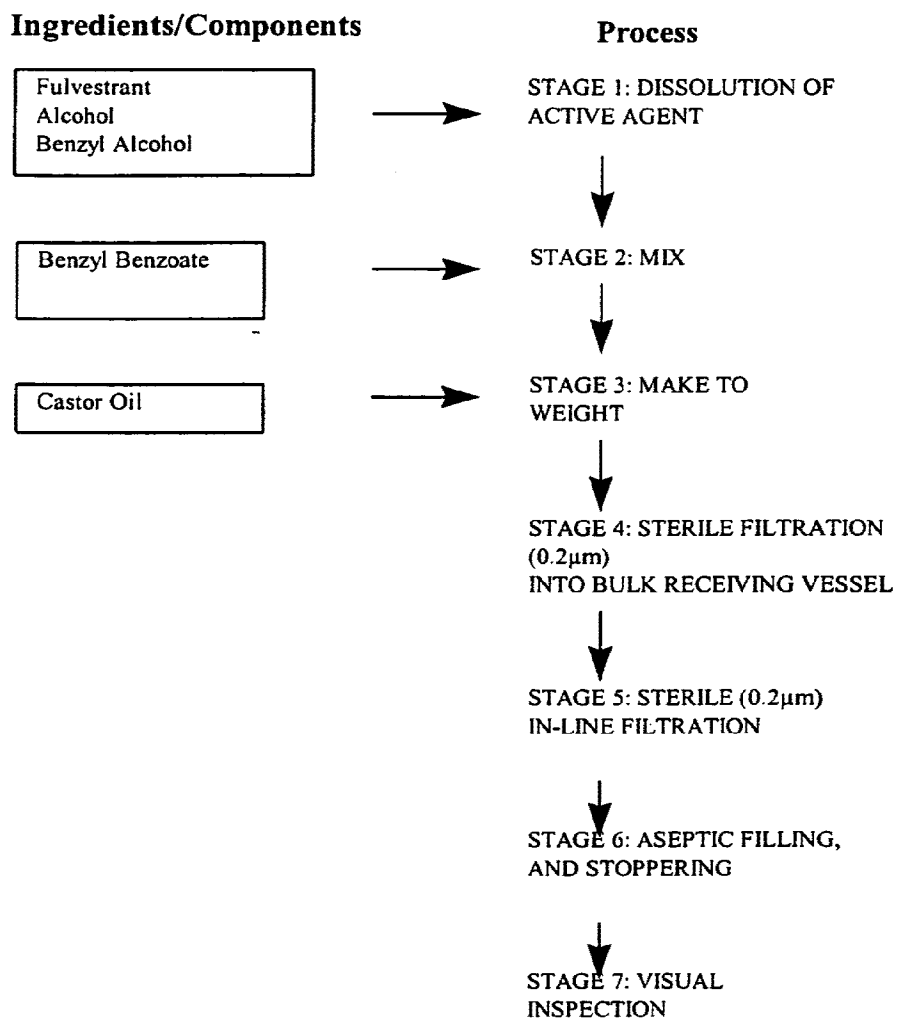 Ingredients/Components
Process
Fulvestrant
Alcohol
Benzyl Alcohol
STAGE 1: DISSOLUTION OF
ACTIVE AGENT
Benzyl Benzoate
STAGE 2: MIX
Castor Oil
STAGE 3: MAKE TO
WEIGHT
STAGE 4: STERILE FILTRATION
(0.2µm)
INTO BULK RECEIVING VESSEL
STAGE 5: STERILE (0.2µm)
IN-LINE FILTRATION
STAGE 6: ASEPTIC FILLING,
AND STOPPERING
STAGE 7: VISUAL
INSPECTION